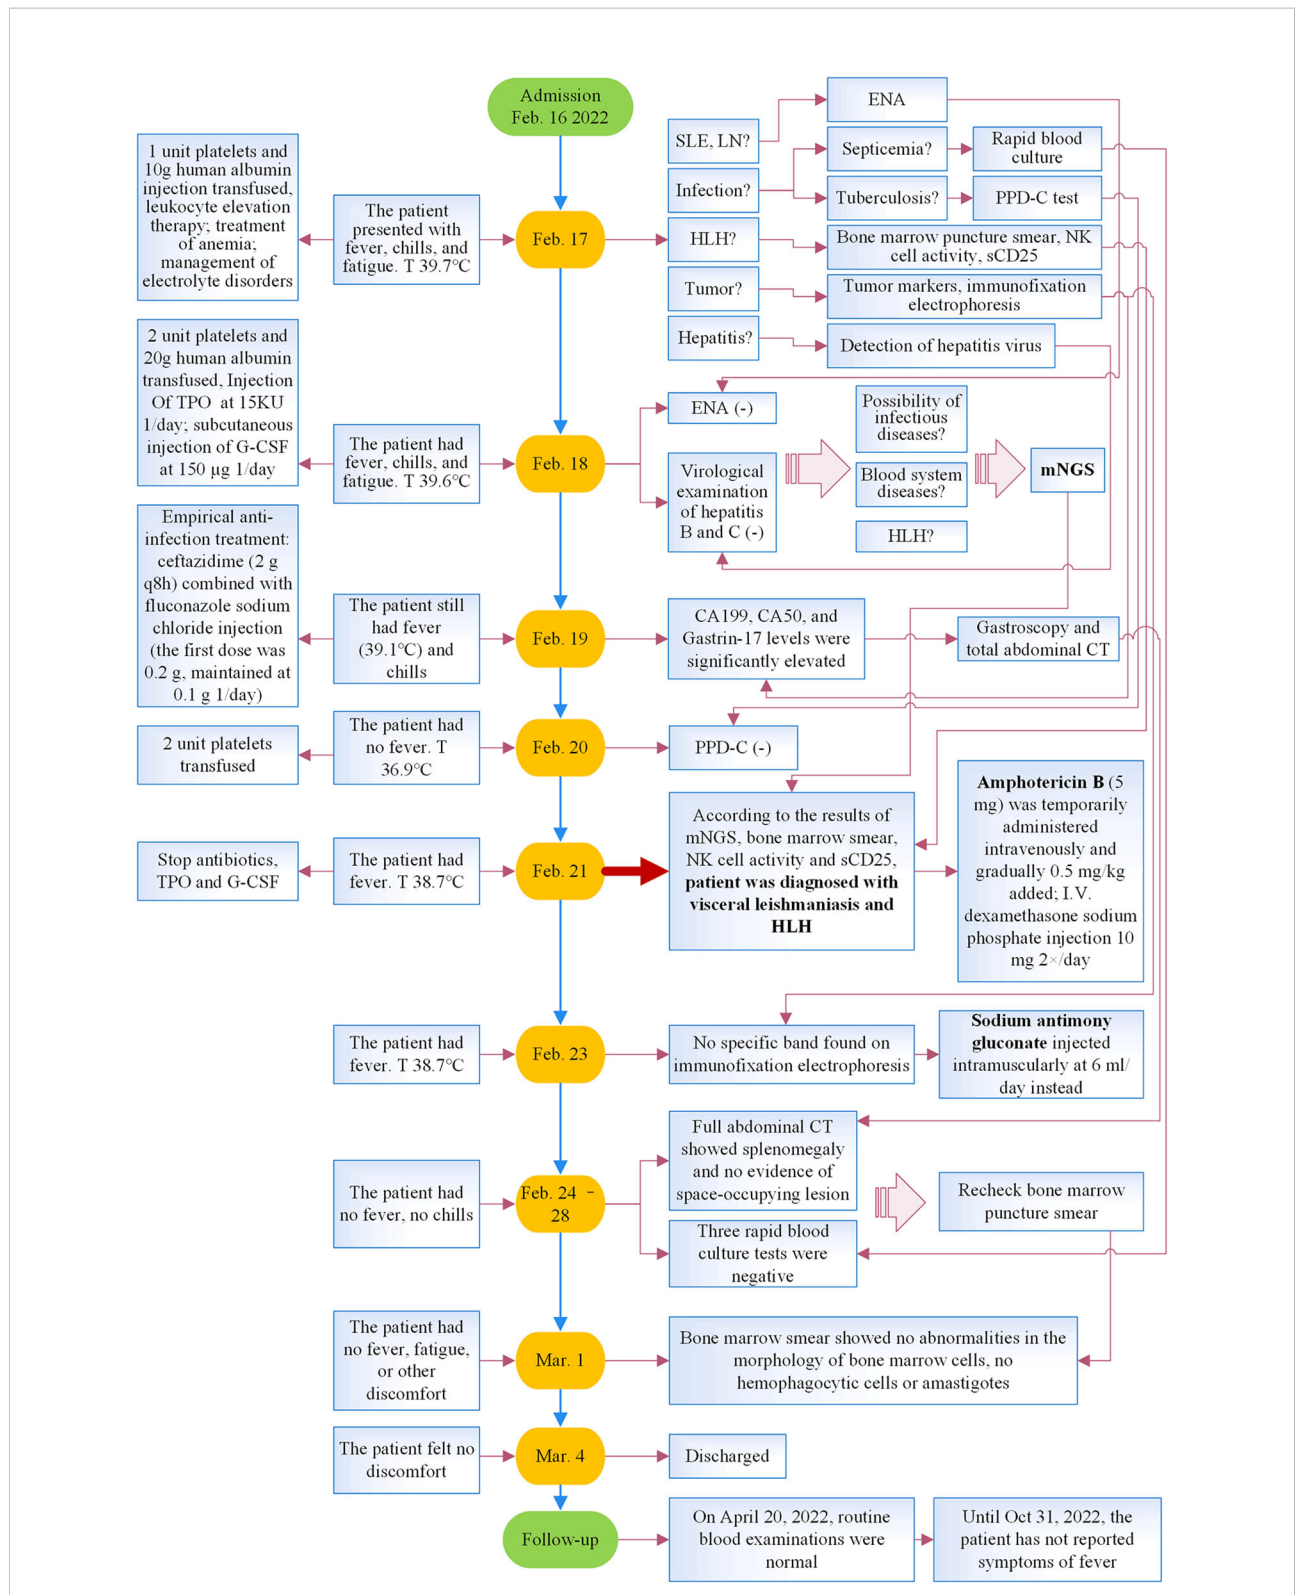 Admission
Feb. 16 2022
1 unit platelets and
10g human albumin
injection transfused,
leukocyte elevation
therapy; treatment
of anemia;
management of
electrolyte disorders
The patient
presented with
fever, chills, and
fatigue. T 39.7℃
Feb. 17
SLE, LN?
ENA
Infection?
Septicemia?
Rapid blood
culture
Tuberculosis?
PPD-C test
HLH?
Bone marrow puncture smear, NK
cell activity, sCD25
Tumor?
Tumor markers, immunofixation
electrophoresis
Hepatitis?
Detection of hepatitis virus
2 unit platelets and
20g human albumin
transfused, Injection
Of TPO at 15KU
1/day; subcutaneous
injection of G-CSF
at 150 μg 1/day
The patient had
fever, chills, and
fatigue. T 39.6℃
Feb. 18
ENA (-)
Virological
examination
of hepatitis
B and C (-)
Possibility of
infectious
diseases?
Blood system
diseases?
HLH?
mNGS
Empirical anti-
infection treatment:
ceftazidime (2 g
q8h) combined with
fluconazole sodium
chloride injection
(the first dose was
0.2 g, maintained at
0.1 g 1/day)
The patient still
had fever
(39.1℃) and
chills
Feb. 19
CA199, CA50, and
Gastrin-17 levels were
significantly elevated
Gastroscopy and
total abdominal CT
2 unit platelets
transfused
The patient had
no fever. T
36.9℃
Feb. 20
PPD-C (-)
Stop antibiotics,
TPO and G-CSF
The patient had
fever. T 38.7℃
Feb. 21
According to the results of
mNGS, bone marrow smear,
NK cell activity and sCD25,
patient was diagnosed with
visceral leishmaniasis and
HLH
Amphotericin B (5
mg) was temporarily
administered
intravenously and
gradually 0.5 mg/kg
added; I.V.
dexamethasone sodium
phosphate injection 10
mg 2×/day
The patient had
fever. T 38.7℃
Feb. 23
No specific band found on
immunofixation electrophoresis
Sodium antimony
gluconate injected
intramuscularly at 6 ml/
day instead
The patient had
no fever, no chills
Feb. 24 –
28
Full abdominal CT
showed splenomegaly
and no evidence of
space-occupying lesion
Three rapid blood
culture tests were
negative
Recheck bone marrow
puncture smear
The patient had
no fever, fatigue,
or other
discomfort
Mar. 1
Bone marrow smear showed no abnormalities in the
morphology of bone marrow cells, no
hemophagocytic cells or amastigotes
The patient felt no
discomfort
Mar. 4
Discharged
Follow-up
On April 20, 2022, routine
blood examinations were
normal
Until Oct 31, 2022, the
patient has not reported
symptoms of fever